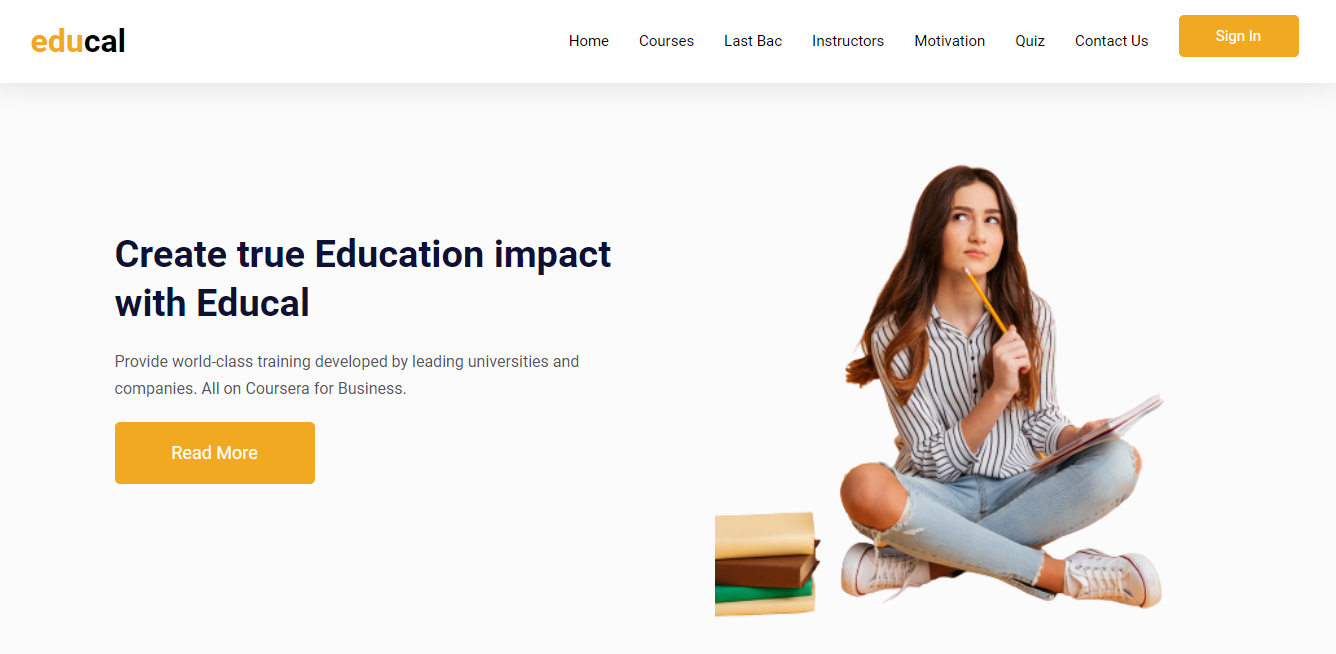 educal
Home Courses Last Bac Instructors Motivation Quiz Contact Us Sign In
Create true Education impact
with Educal
Provide world-class training developed by leading universities and
companies. All on Coursera for Business.
Read More